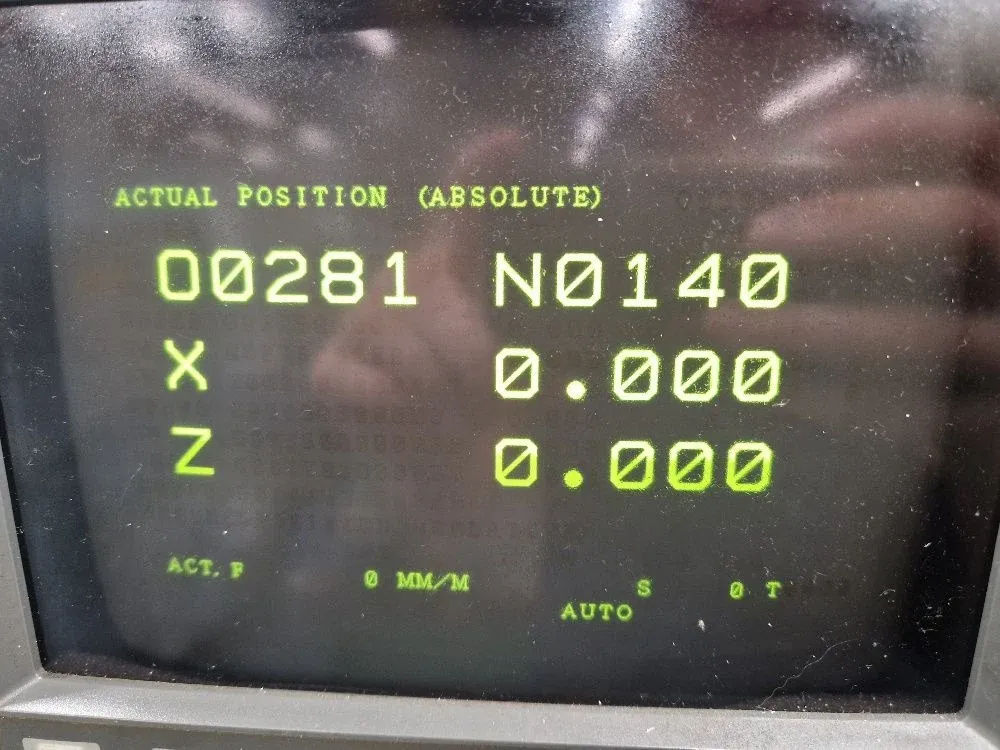 ACTUAL POSITION (ABSOLUTE)
O0281 N0140
X 0.000
Z 0.000
ACT. F 0 MM/M S 0 T
AUTO